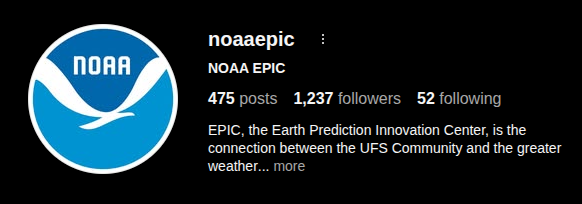 NOAA
noaaepic
NOAA EPIC
475 posts 1,237 followers 52 following
EPIC, the Earth Prediction Innovation Center, is the
connection between the UFS Community and the greater
weather... more